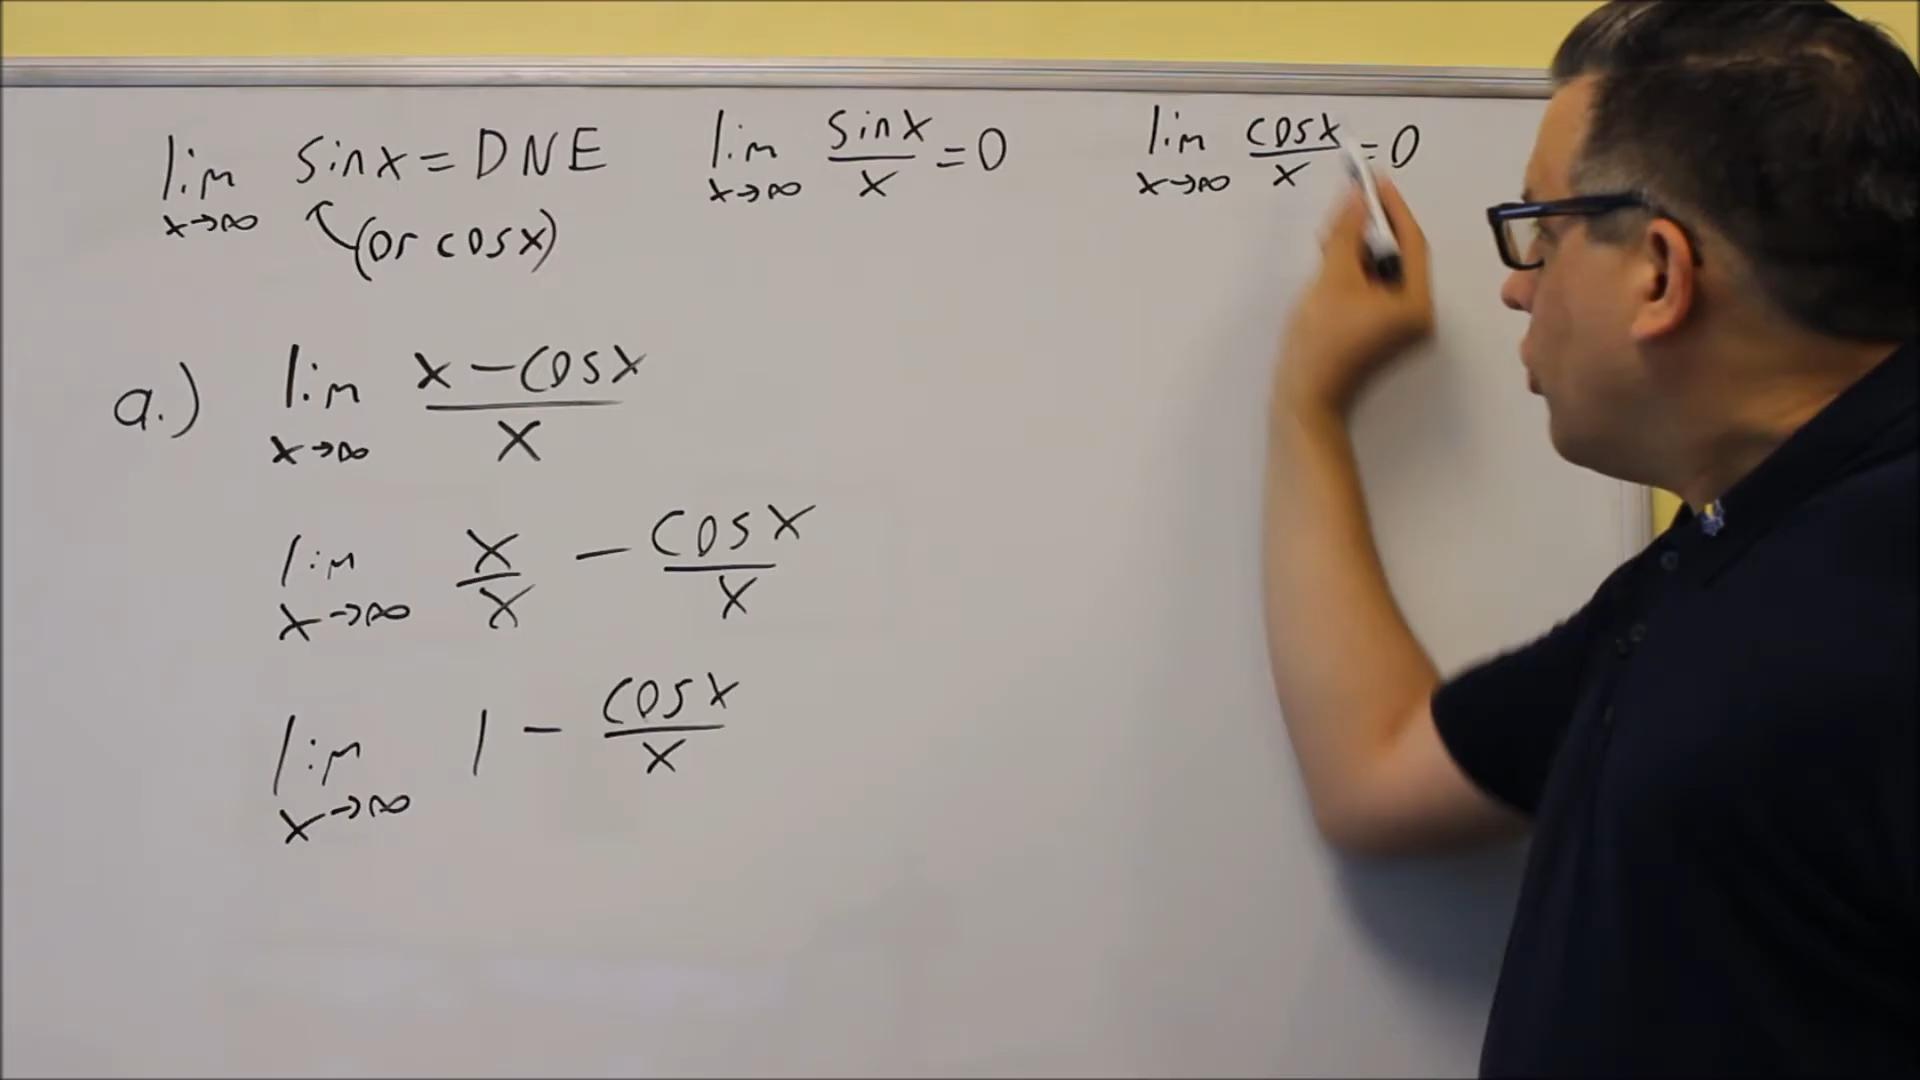 lim x→∞ sinx = DNE
(or cosx)
lim x→∞ sinx/x = 0
lim x→∞ cosx/x = 0
a.) lim x→∞ x-cosx/x
lim x→∞ x/x - cosx/x
lim x→∞ 1 - cosx/x